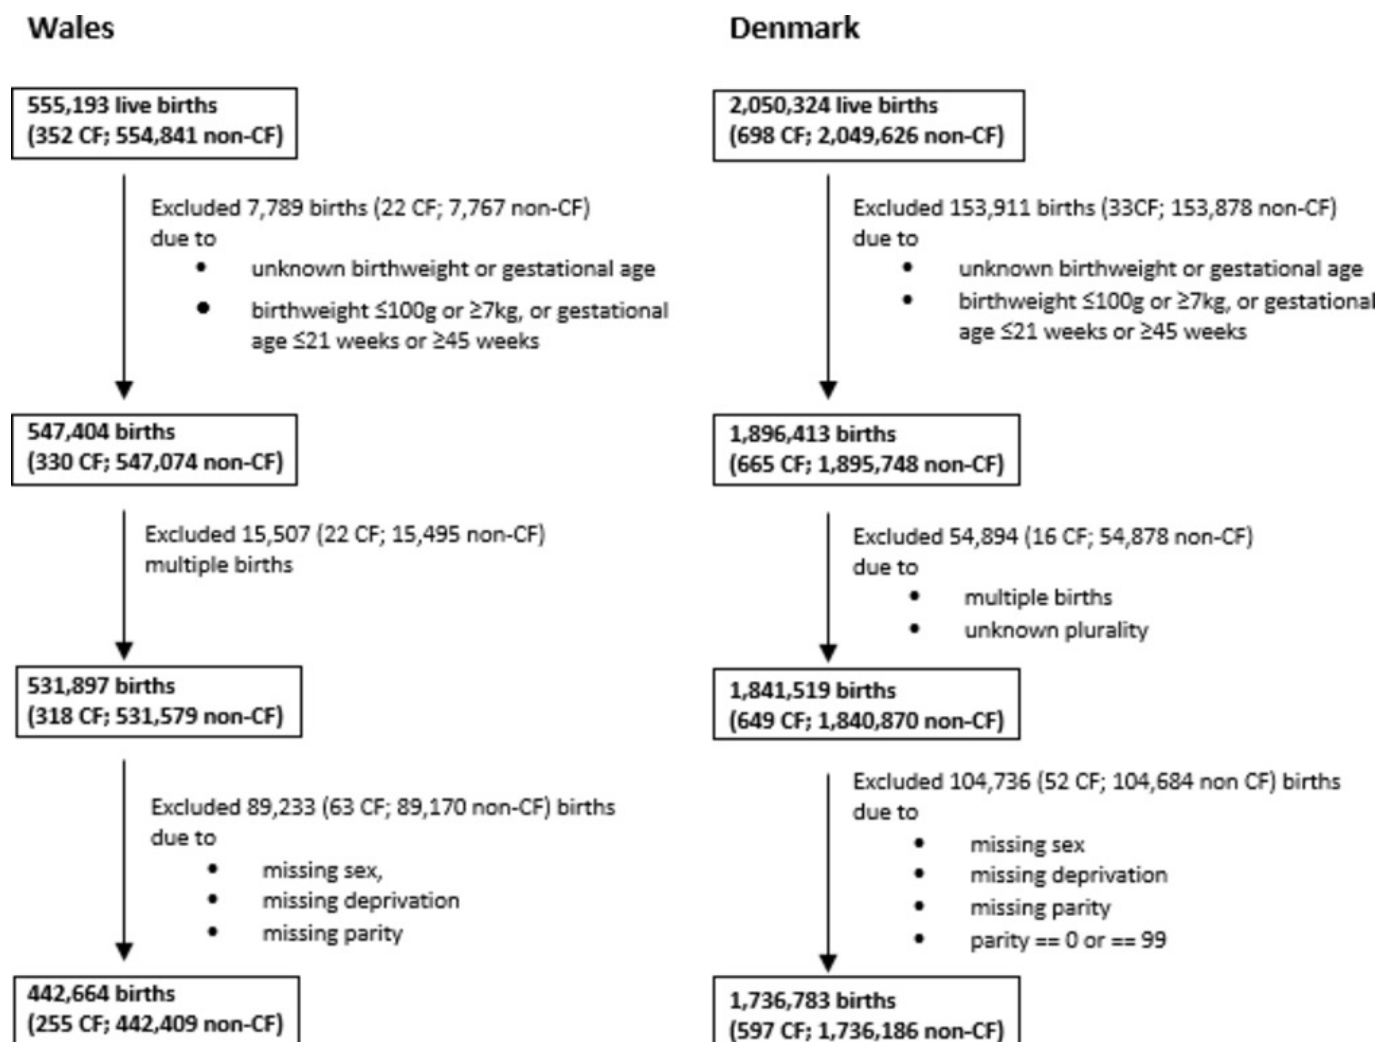 Wales
555,193 live births
(352 CF; 554,841 non-CF)
Excluded 7,789 births (22 CF; 7,767 non-CF)
due to
• unknown birthweight or gestational age
• birthweight ≤100g or ≥7kg, or gestational
age ≤21 weeks or ≥45 weeks
547,404 births
(330 CF; 547,074 non-CF)
Excluded 15,507 (22 CF; 15,495 non-CF)
multiple births
531,897 births
(318 CF; 531,579 non-CF)
Excluded 89,233 (63 CF; 89,170 non-CF) births
due to
• missing sex,
• missing deprivation
• missing parity
442,664 births
(255 CF; 442,409 non-CF)
Denmark
2,050,324 live births
(698 CF; 2,049,626 non-CF)
Excluded 153,911 births (33CF; 153,878 non-CF)
due to
• unknown birthweight or gestational age
• birthweight ≤100g or ≥7kg, or gestational
age ≤21 weeks or ≥45 weeks
1,896,413 births
(665 CF; 1,895,748 non-CF)
Excluded 54,894 (16 CF; 54,878 non-CF)
due to
• multiple births
• unknown plurality
1,841,519 births
(649 CF; 1,840,870 non-CF)
Excluded 104,736 (52 CF; 104,684 non CF) births
due to
• missing sex
• missing deprivation
• missing parity
• parity == 0 or == 99
1,736,783 births
(597 CF; 1,736,186 non-CF)